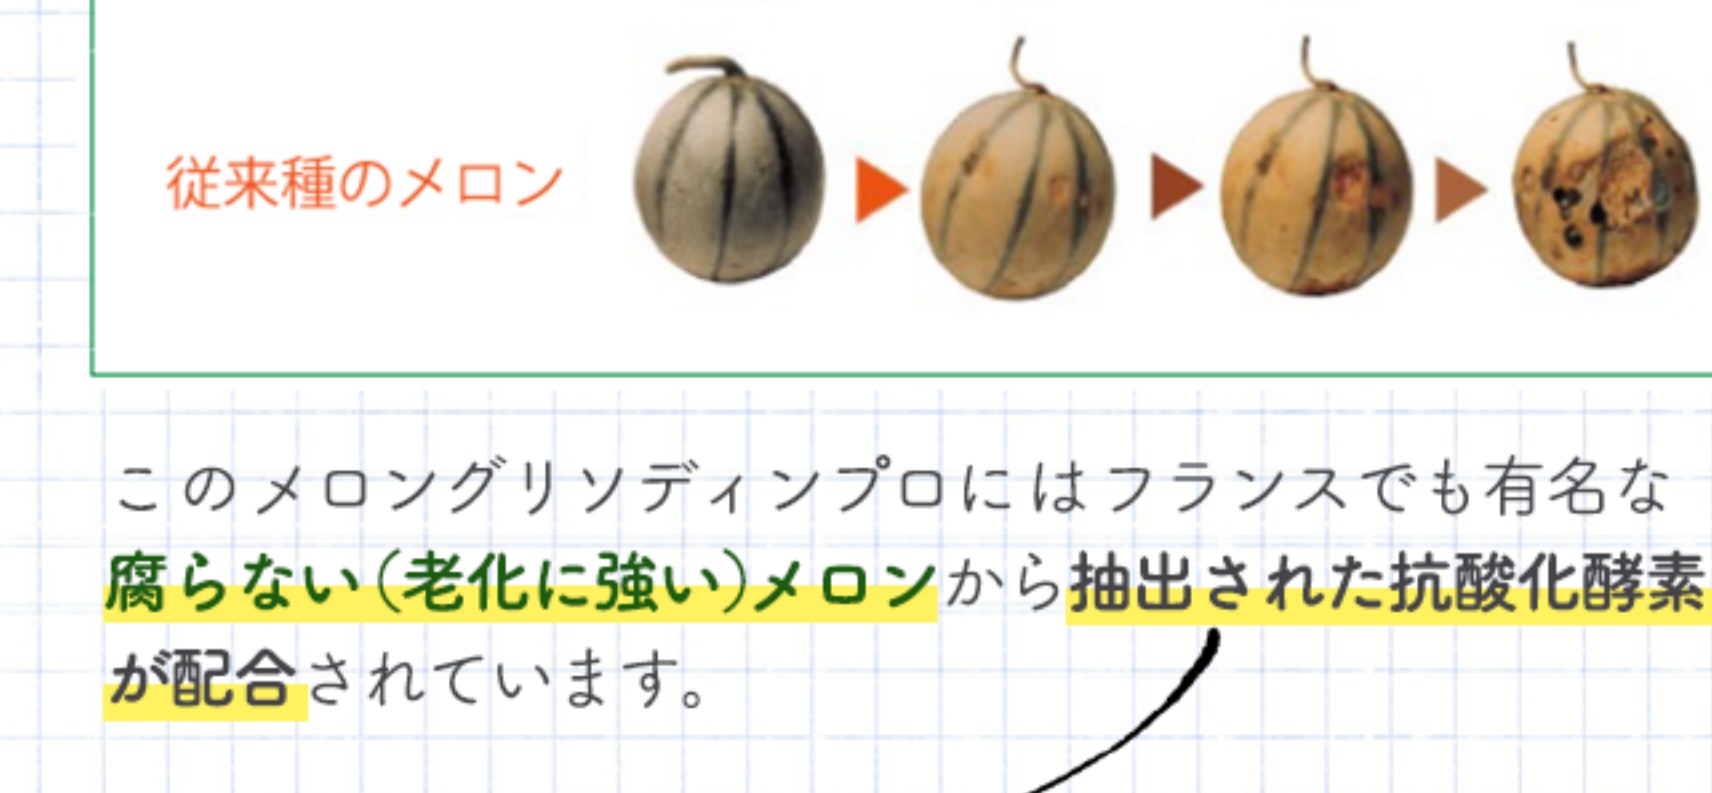 従来種のメロン
このメロングリソディンプロにはフランスでも有名な
腐らない(老化に強い)メロンから抽出された抗酸化酵素
が配合されています。